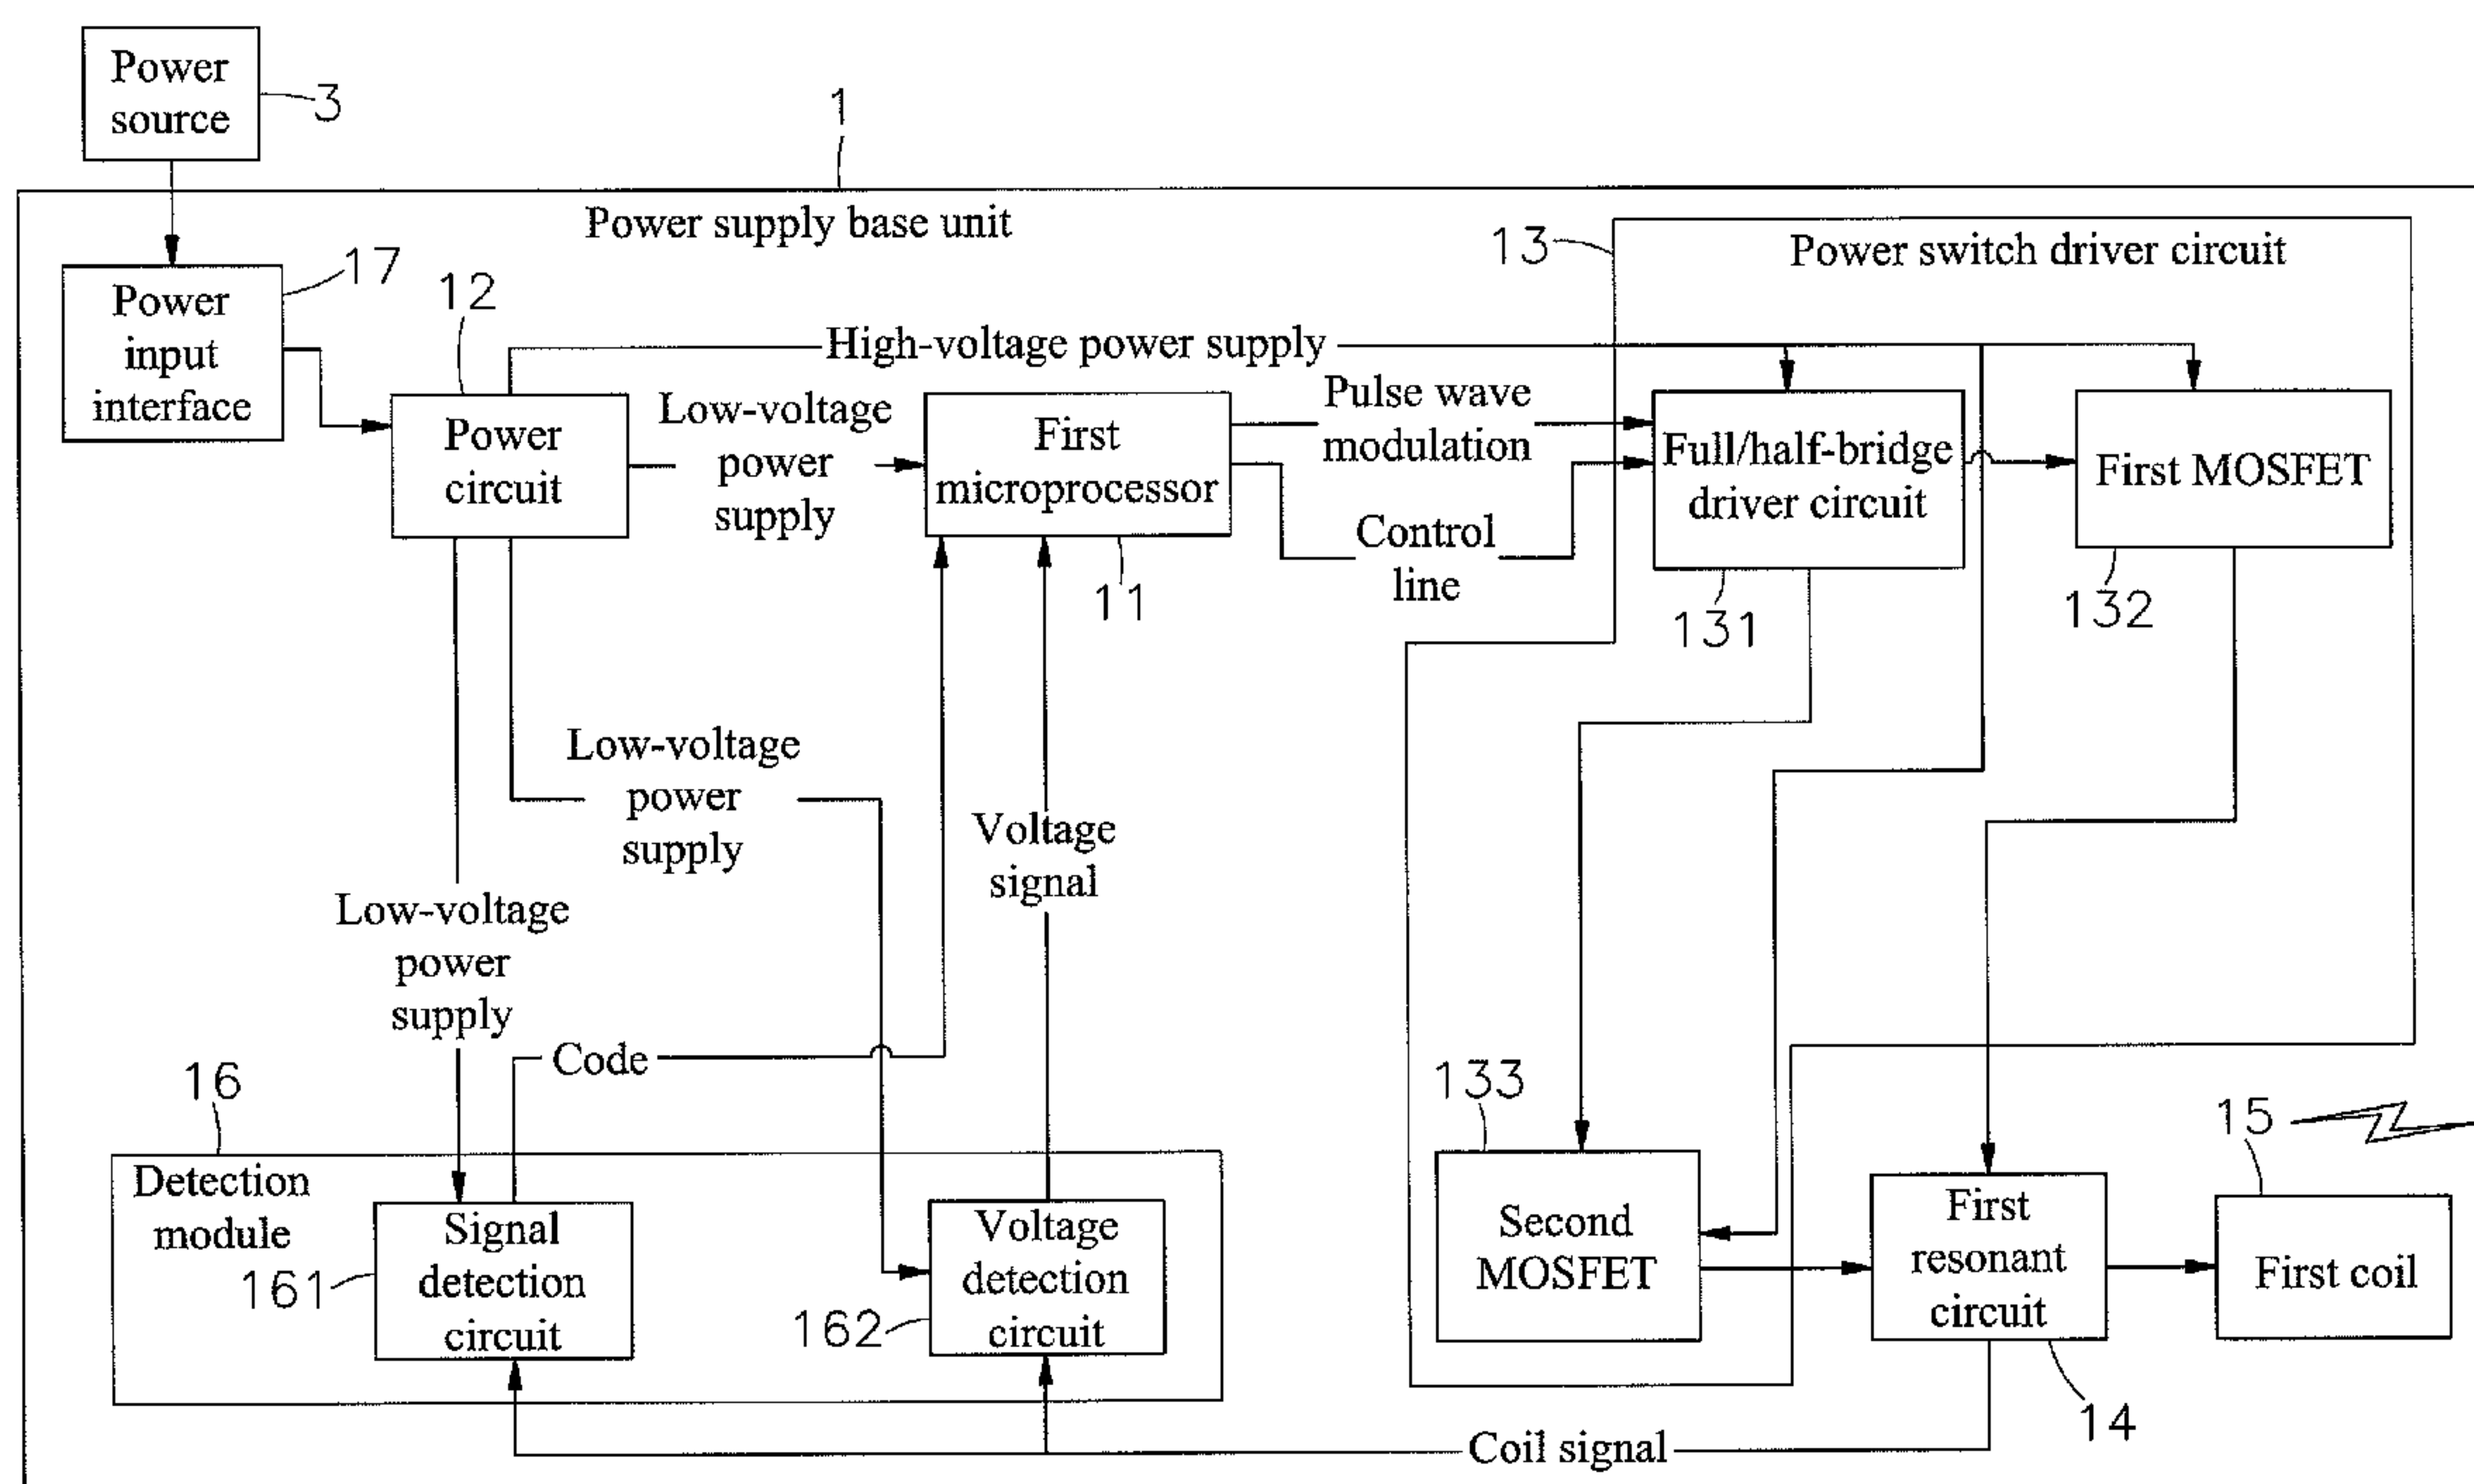 Power
source
3
1
Power supply base unit
13
Power switch driver circuit
17
Power
input
interface
12
High-voltage power supply
Power
circuit
Low-voltage
power
supply
First
microprocessor
11
Pulse wave
modulation
Control
line
Full/half-bridge
driver circuit
131
First MOSFET
132
Low-voltage
power
supply
Voltage
signal
Low-voltage
power
supply
Code
16
Detection
module
161
Signal
detection
circuit
162
Voltage
detection
circuit
133
Second
MOSFET
First
resonant
circuit
14
15
First coil
Coil signal